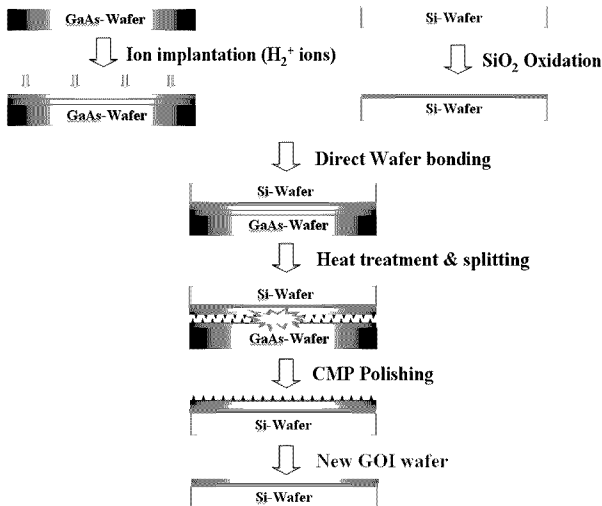 GaAs-Wafer
Si-Wafer
Ion implantation (H₂⁺ ions)
SiO₂ Oxidation
GaAs-Wafer
Si-Wafer
Direct Wafer bonding
Si-Wafer
GaAs-Wafer
Heat treatment & splitting
Si-Wafer
GaAs-Wafer
CMP Polishing
Si-Wafer
New GOI wafer
Si-Wafer